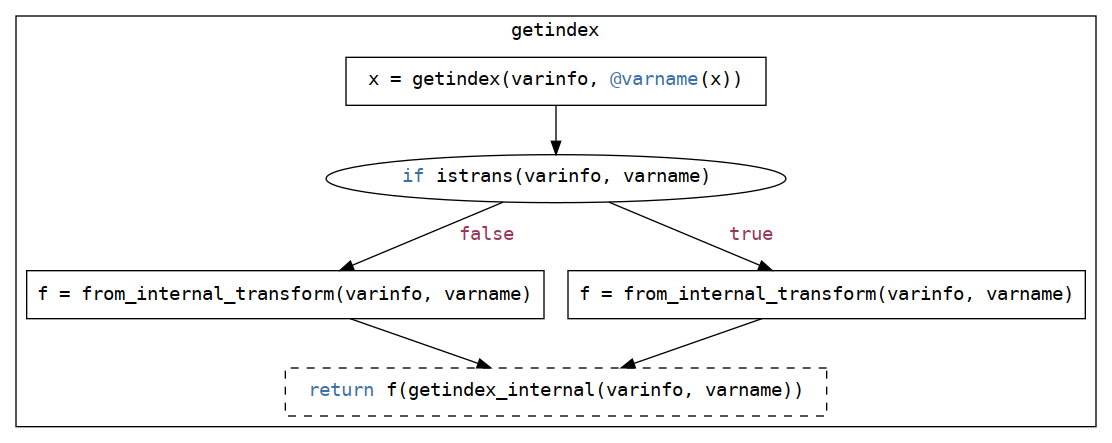 getindex
x = getindex(varinfo, @varname(x))
if istrans(varinfo, varname)
false
true
f = from_internal_transform(varinfo, varname)
f = from_internal_transform(varinfo, varname)
return f(getindex_internal(varinfo, varname))